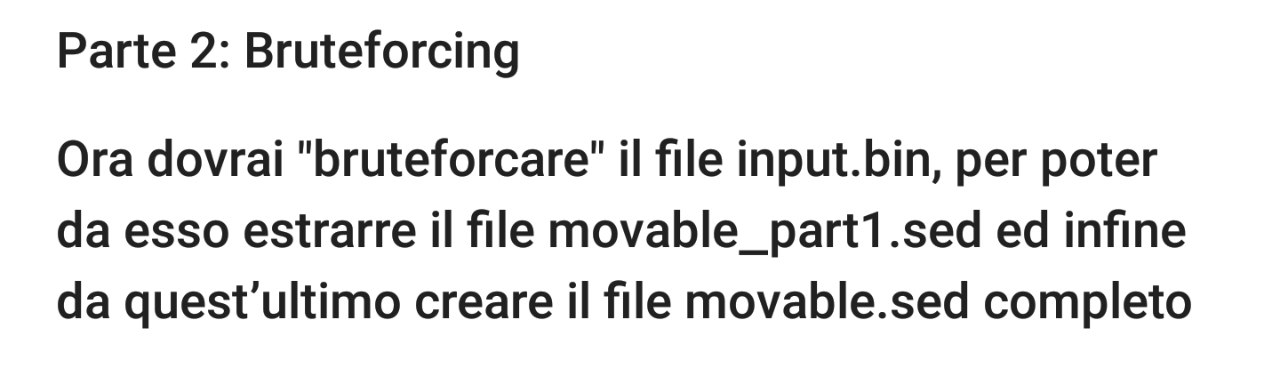 Parte 2: Bruteforcing
Ora dovrai "bruteforcare" il file input.bin, per poter
da esso estrarre il file movable_part1.sed ed infine
da quest’ultimo creare il file movable.sed completo